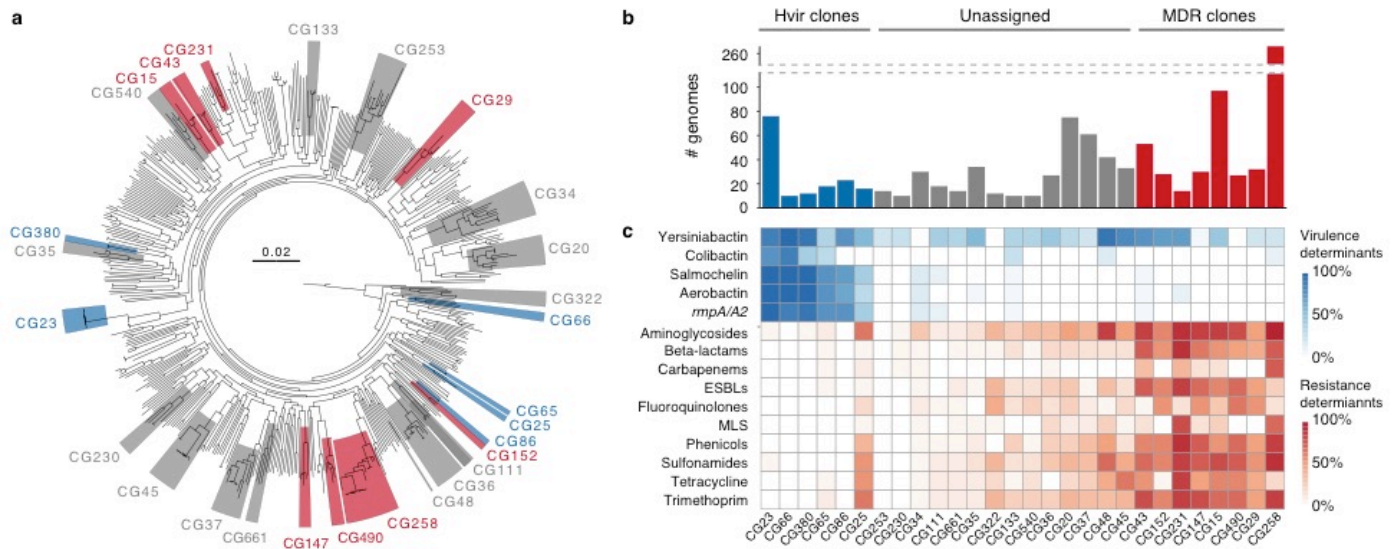 a
CG133
CG253
CG231
CG43
CG15
CG540
CG29
CG34
CG20
CG380
CG35
0.02
CG322
CG66
CG23
CG65
CG25
CG86
CG152
CG111
CG36
CG48
CG258
CG490
CG147
CG661
CG37
CG45
CG230
b
Hvir clones Unassigned MDR clones
# genomes
260
100
80
60
40
20
0
c
Yersiniabactin
Colibactin
Salmochelin
Aerobactin
rmpA/A2
Aminoglycosides
Beta-lactams
Carbapenems
ESBLs
Fluoroquinolones
MLS
Phenicols
Sulfonamides
Tetracycline
Trimethoprim
CG23 CG66 CG380 CG65 CG86 CG25 CG253 CG230 CG34 CG111 CG661 CG35 CG322 CG133 CG540 CG36 CG20 CG37 CG48 CG45 CG43 CG152 CG231 CG147 CG15 CG490 CG29 CG258
Virulence
determinants
100%
50%
0%
Resistance
determiannts
100%
50%
0%